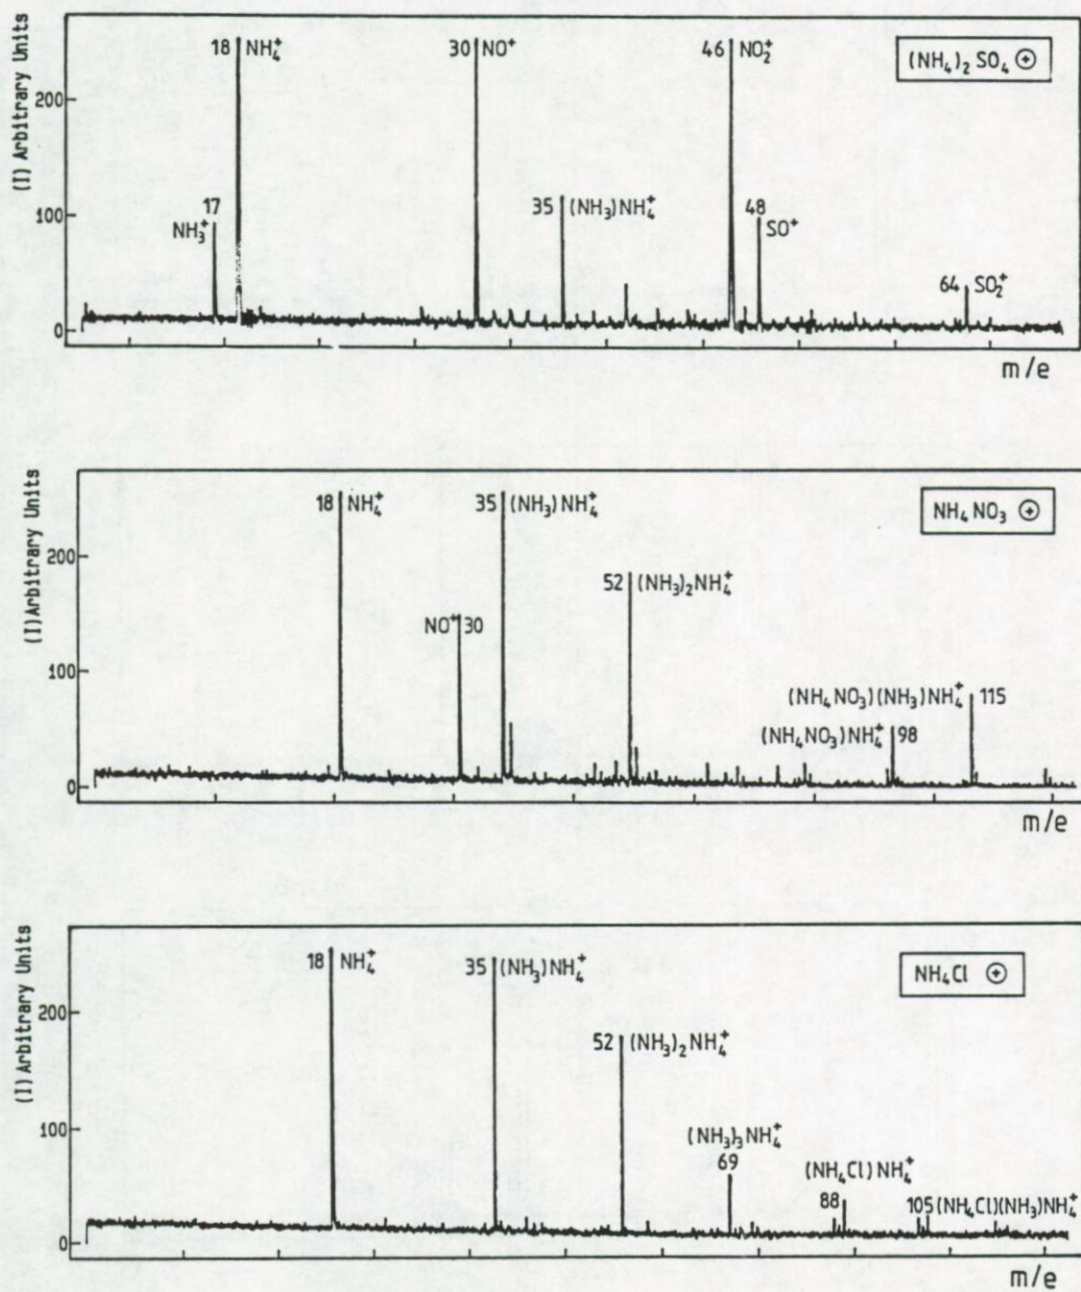 (I) Arbitrary Units
200
100
0
17
NH₃⁺
18 NH₄⁺
30 NO⁺
35 (NH₃)NH₄⁺
46 NO₂⁺
48
SO⁺
64 SO₂⁺
(NH₄)₂ SO₄ ⊕
m/e
(I) Arbitrary Units
200
100
0
18 NH₄⁺
NO⁺ 30
35 (NH₃) NH₄⁺
52 (NH₃)₂NH₄⁺
(NH₄NO₃)(NH₃)NH₄⁺ 115
(NH₄NO₃)NH₄⁺ 98
NH₄ NO₃ ⊕
m/e
(I) Arbitrary Units
200
100
0
18 NH₄⁺
35 (NH₃)NH₄⁺
52 (NH₃)₂NH₄⁺
(NH₃)₃NH₄⁺
69
(NH₄Cl) NH₄⁺
88
105 (NH₄Cl)(NH₃)NH₄⁺
NH₄Cl ⊕
m/e